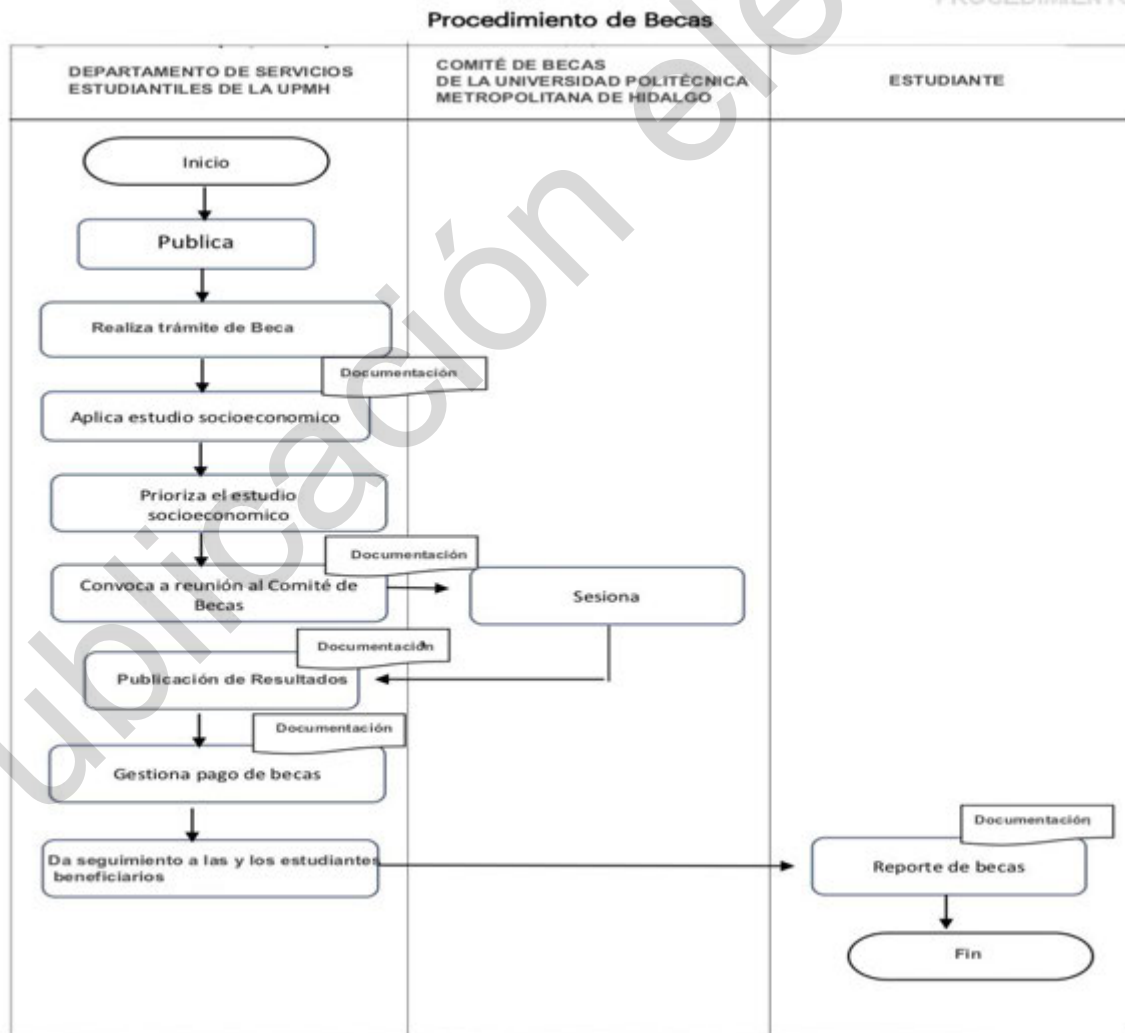 PROCEDIMIENTO
Procedimiento de Becas
DEPARTAMENTO DE SERVICIOS
ESTUDIANTILES DE LA UPMH
COMITÉ DE BECAS
DE LA UNIVERSIDAD POLITÉCNICA
METROPOLITANA DE HIDALGO
ESTUDIANTE
Inicio
Publica
Realiza trámite de Beca
Documentación
Aplica estudio socioeconomico
Prioriza el estudio
socioeconomico
Documentación
Convoca a reunión al Comité de
Becas
Sesiona
Documentación
Publicación de Resultados
Documentación
Gestiona pago de becas
Da seguimiento a las y los estudiantes
beneficiarios
Documentación
Reporte de becas
Fin
ublicación ele